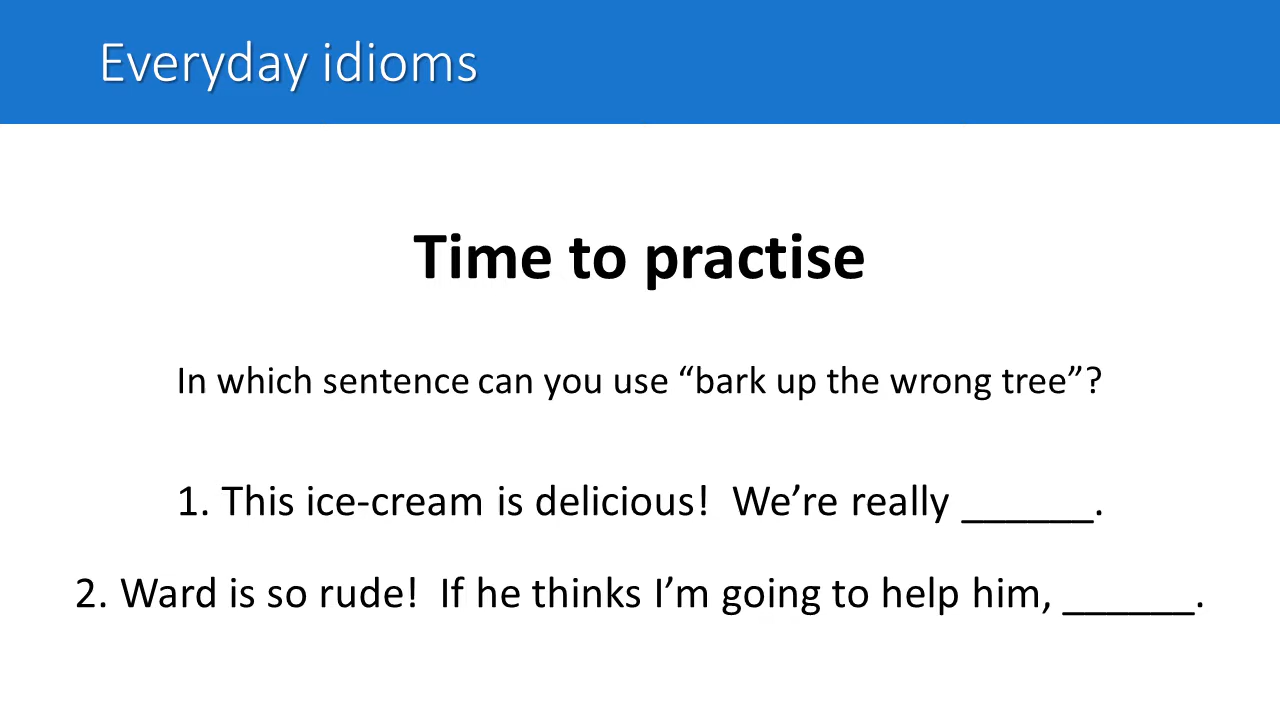 Everyday idioms
Time to practise
In which sentence can you use “bark up the wrong tree”?
1. This ice-cream is delicious!  We’re really ______.
2. Ward is so rude!  If he thinks I’m going to help him, ______.